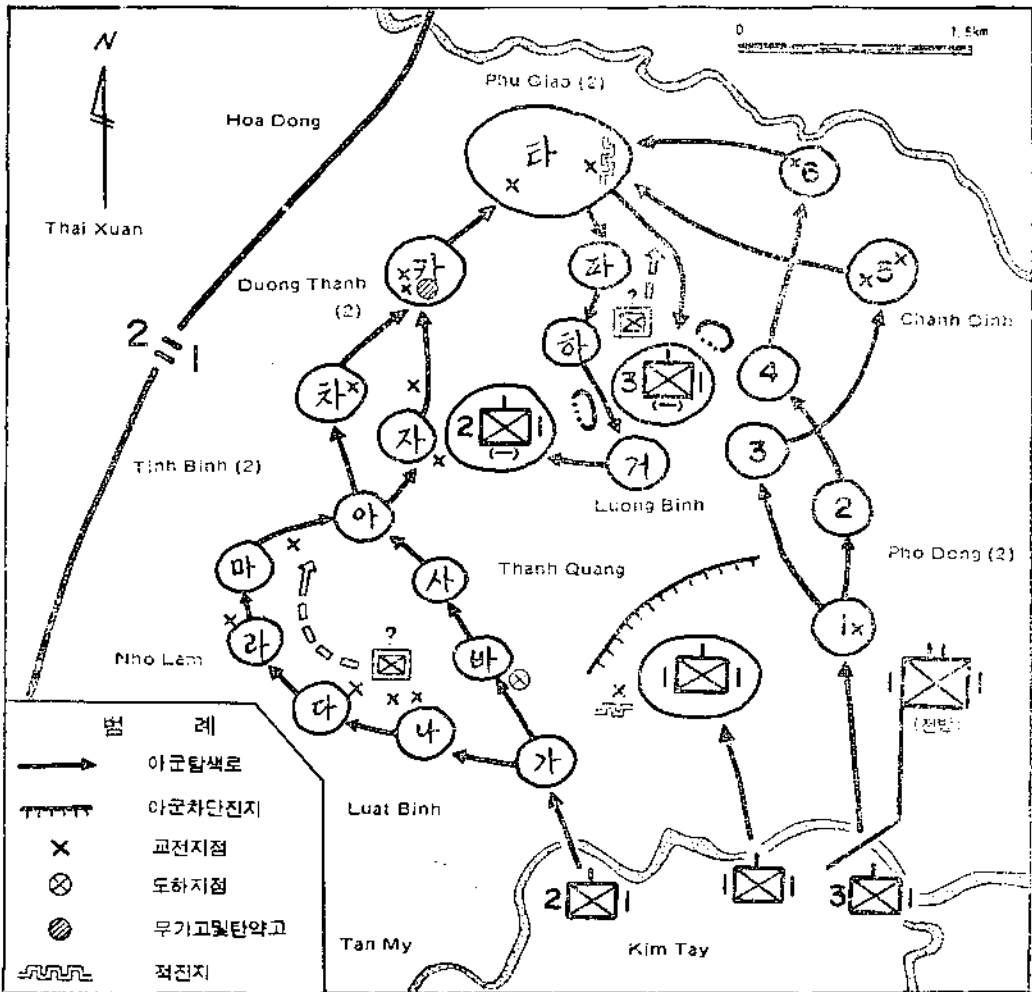 N
0 1.5km
Phu Giao (2)
Hoa Dong
타
6
Thai Xuan
카
파
5
Duong Thanh
(2)
?
Chanh Dinh
2
1
하
3
1
(–)
4
차
2
1
(–)
자
3
Tinh Binh (2)
거
Luong Binh
2
아
마
사
Thanh Quang
Pho Dong (2)
1
라
?
바
Nho Lam
1
1
1
1
(전방)
다
나
가
범 례
아군탐색로
아군차단진지
교전지점
도하지점
무기고및탄약고
적진지
Luat Binh
2
1
1
1
3
1
Tan My
Kim Tay